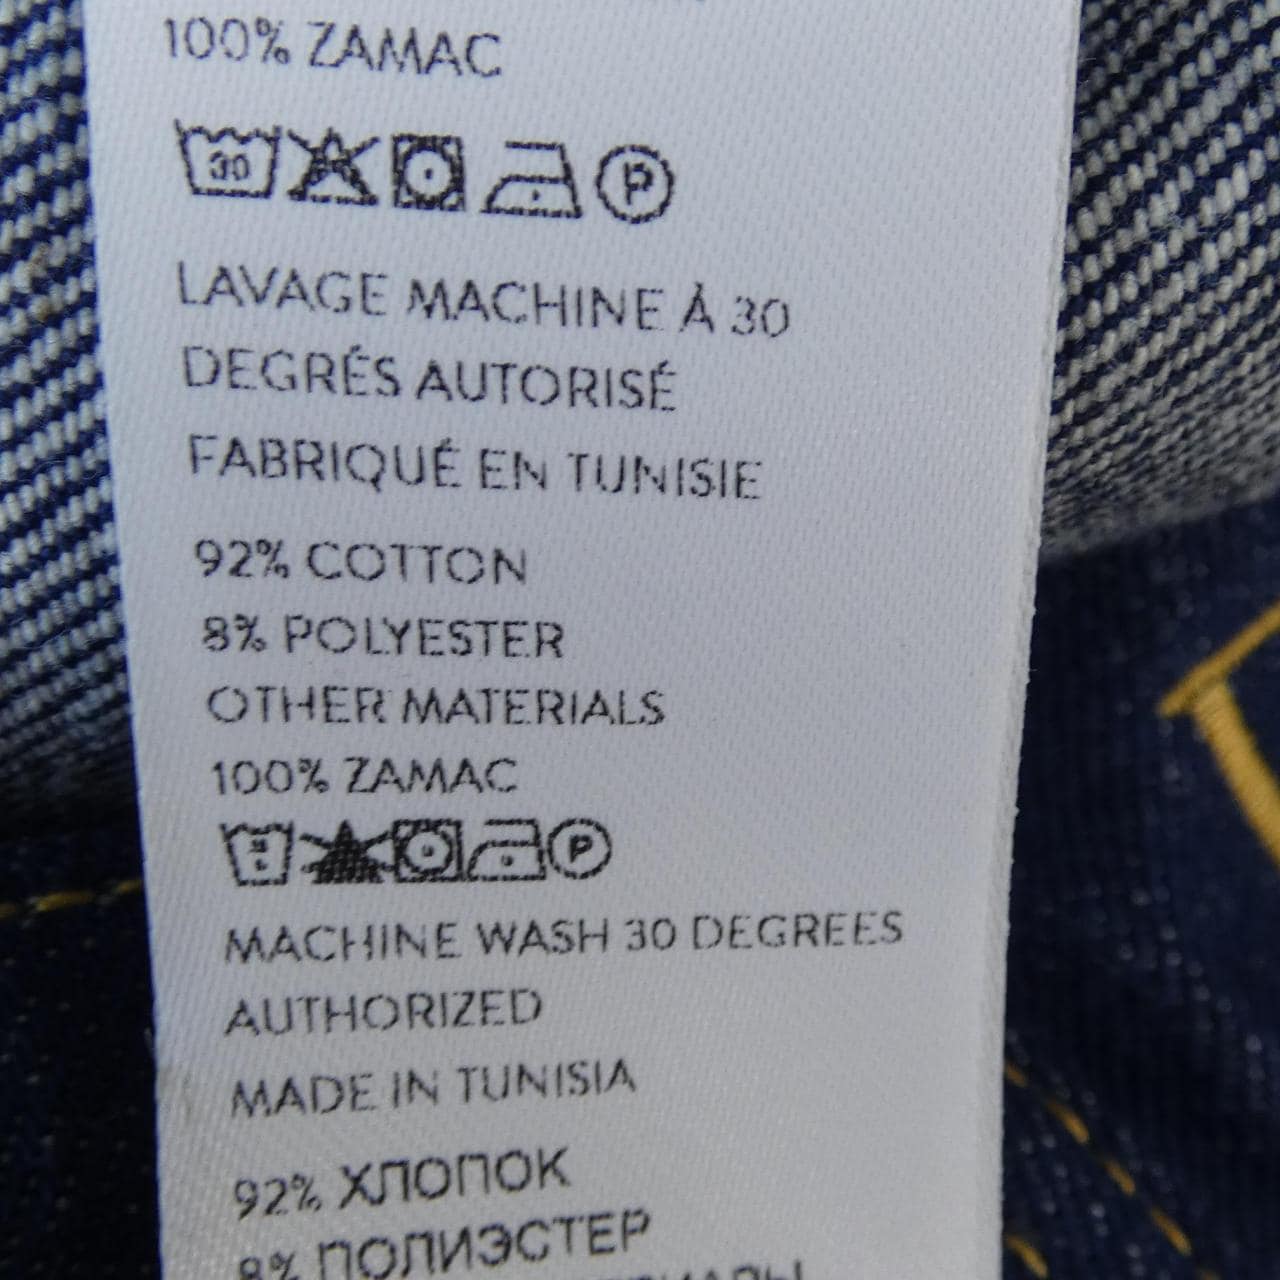 100% ZAMAC
30
P
LAVAGE MACHINE À 30
DEGRÉS AUTORISÉ
FABRIQUÉ EN TUNISIE
92% COTTON
8% POLYESTER
OTHER MATERIALS
100% ZAMAC
P
MACHINE WASH 30 DEGREES
AUTHORIZED
MADE IN TUNISIA
92% ХЛОПОК
8% ПОЛИЭСТЕР